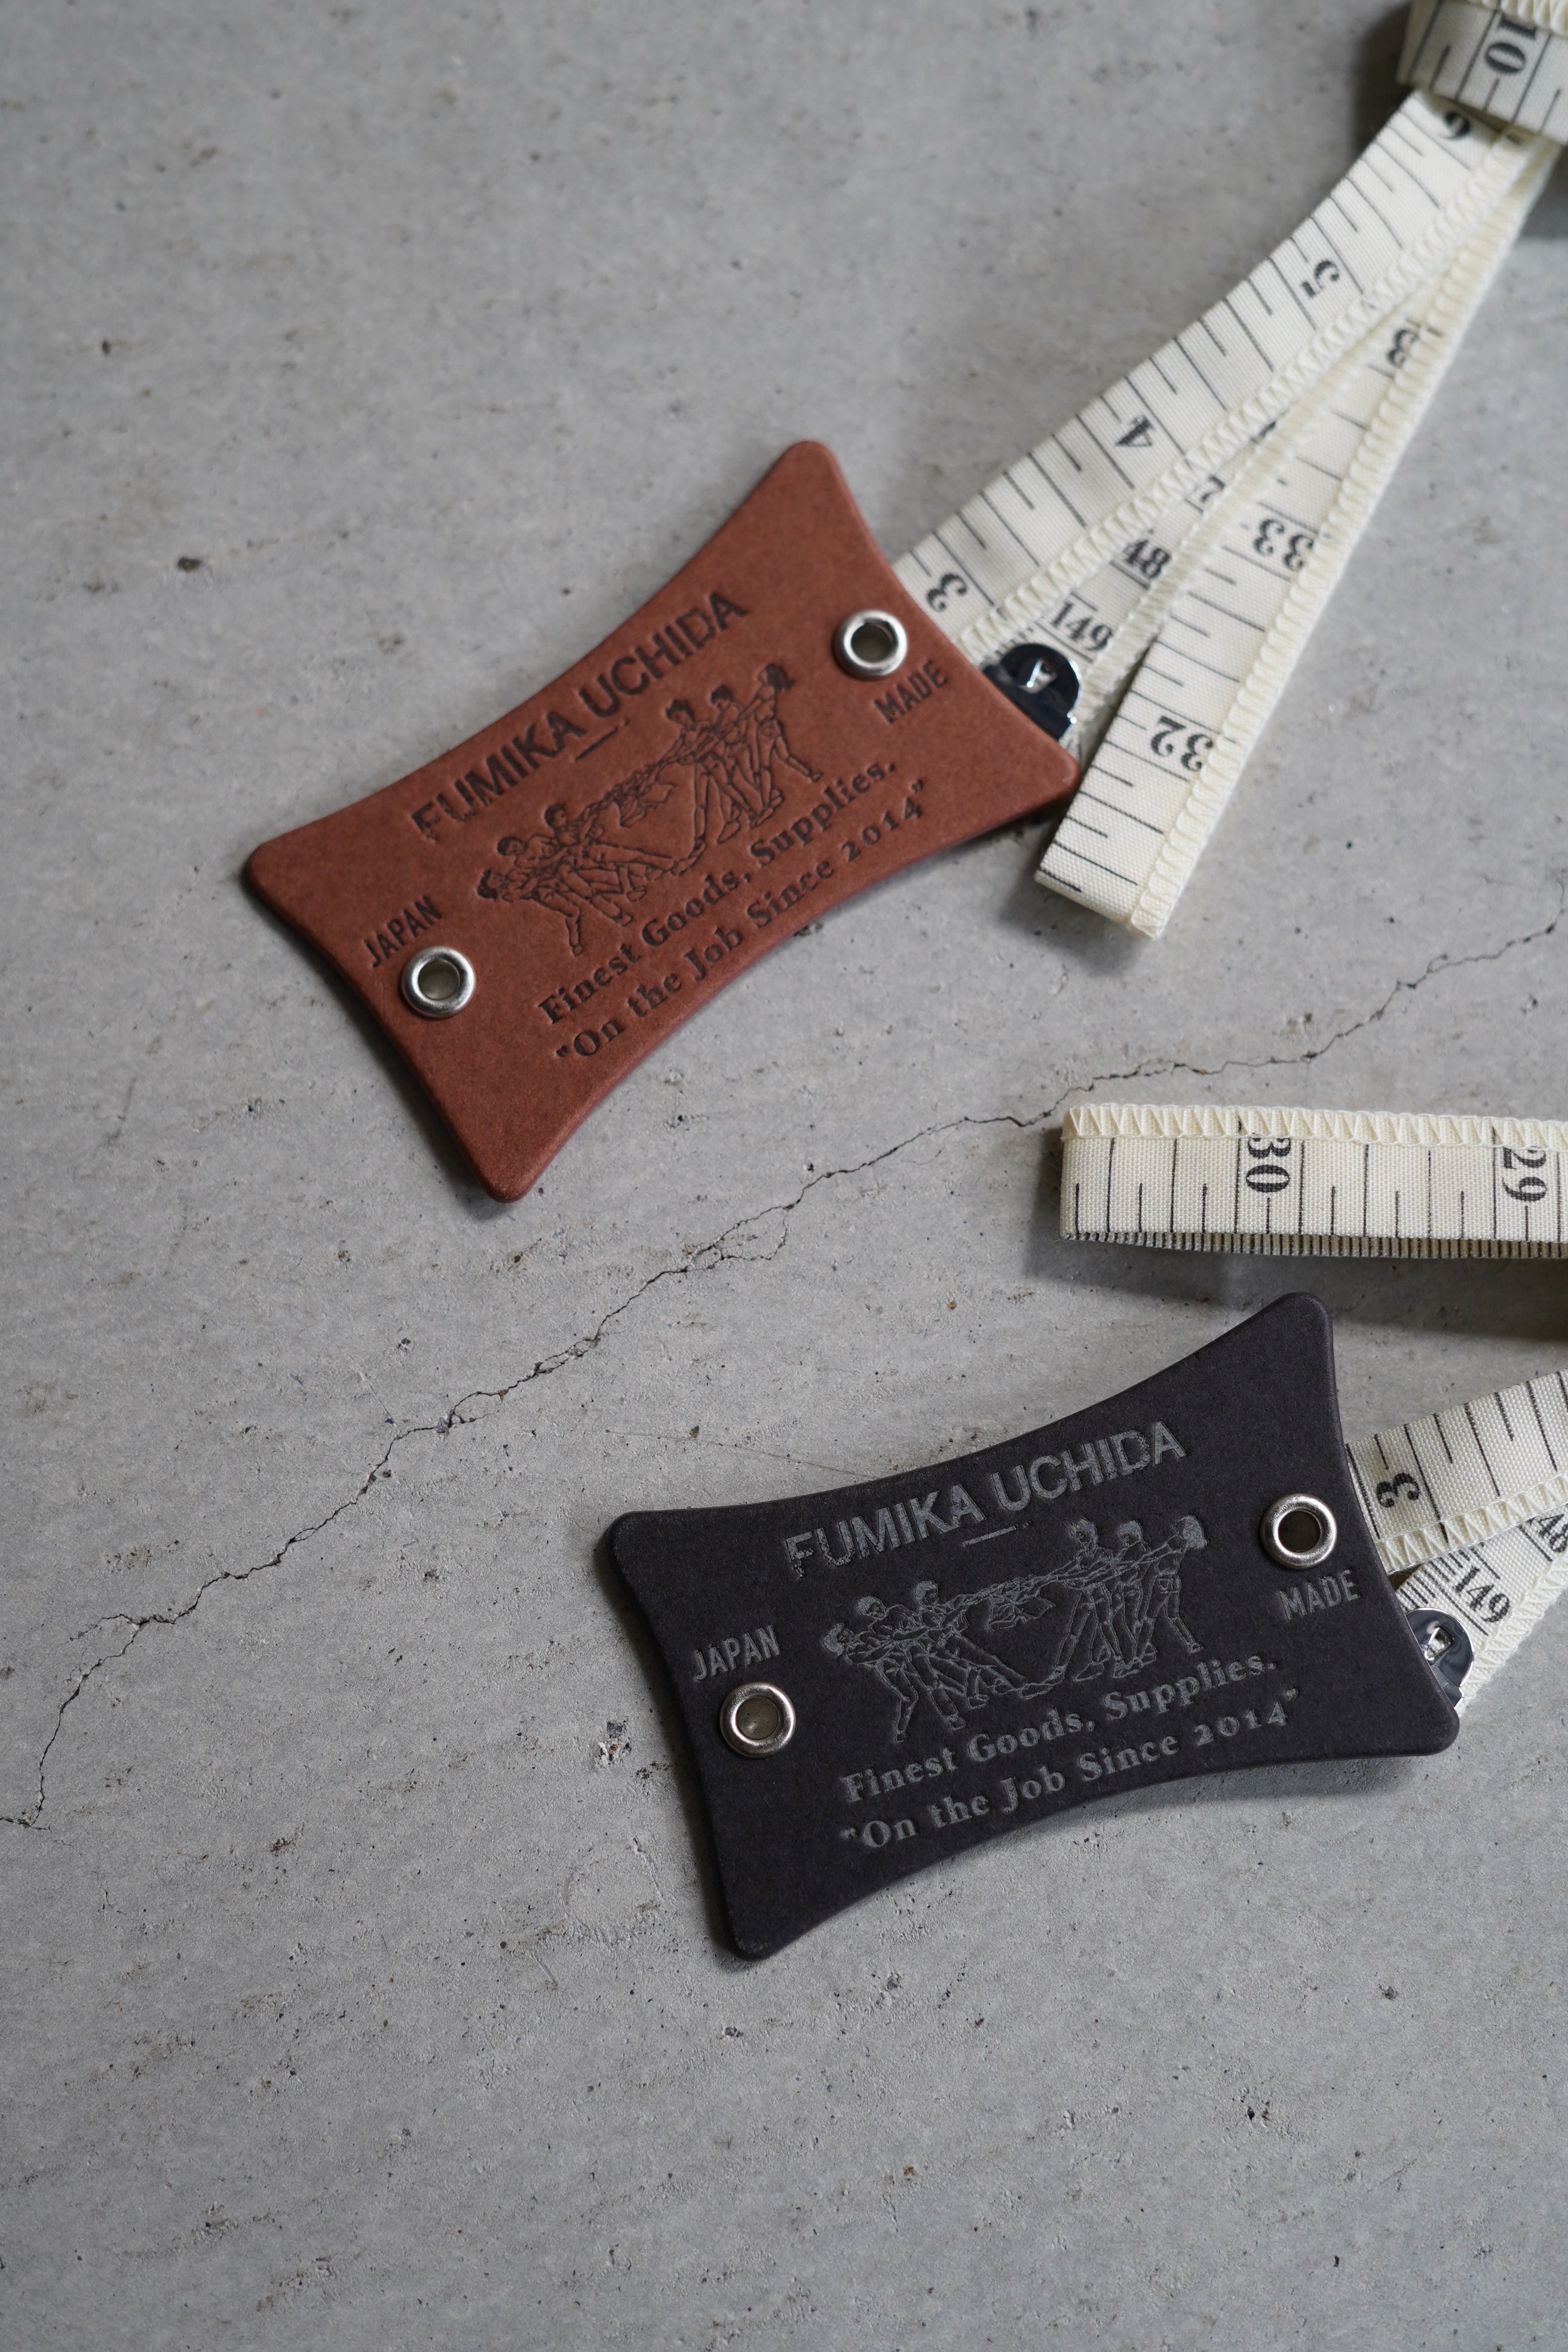 10
6
5
4
3
48
149
33
32
FUMIKA UCHIDA
JAPAN
MADE
Finest Goods, Supplies.
"On the Job Since 2014"
30
29
3
149
FUMIKA UCHIDA
JAPAN
MADE
Finest Goods, Supplies.
"On the Job Since 2014"